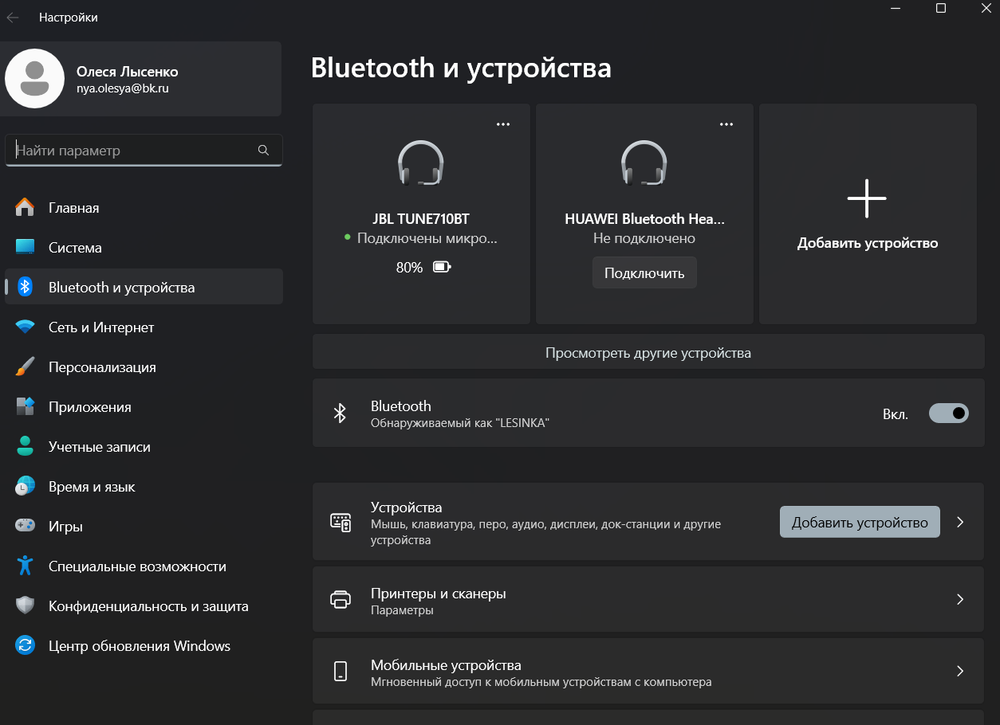 Настройки
Олеся Лысенко
nya.olesya@bk.ru
Найти параметр
Главная
Система
Bluetooth и устройства
Сеть и Интернет
Персонализация
Приложения
Учетные записи
Время и язык
Игры
Специальные возможности
Конфиденциальность и защита
Центр обновления Windows
Bluetooth и устройства
JBL TUNE710BT
Подключены микро...
80%
HUAWEI Bluetooth Hea...
Не подключено
Подключить
Добавить устройство
Просмотреть другие устройства
Bluetooth
Обнаруживаемый как "LESINKA"
Вкл.
Устройства
Мышь, клавиатура, перо, аудио, дисплеи, док-станции и другие
устройства
Добавить устройство
Принтеры и сканеры
Параметры
Мобильные устройства
Мгновенный доступ к мобильным устройствам с компьютера